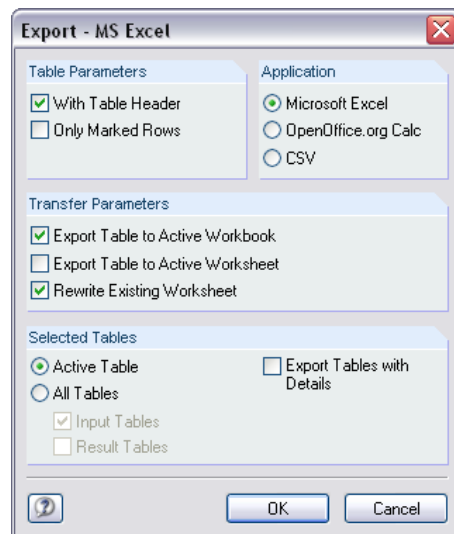 Export - MS Excel
Table Parameters
With Table Header
Only Marked Rows
Application
Microsoft Excel
OpenOffice.org Calc
CSV
Transfer Parameters
Export Table to Active Workbook
Export Table to Active Worksheet
Rewrite Existing Worksheet
Selected Tables
Active Table
All Tables
Input Tables
Result Tables
Export Tables with
Details
OK
Cancel